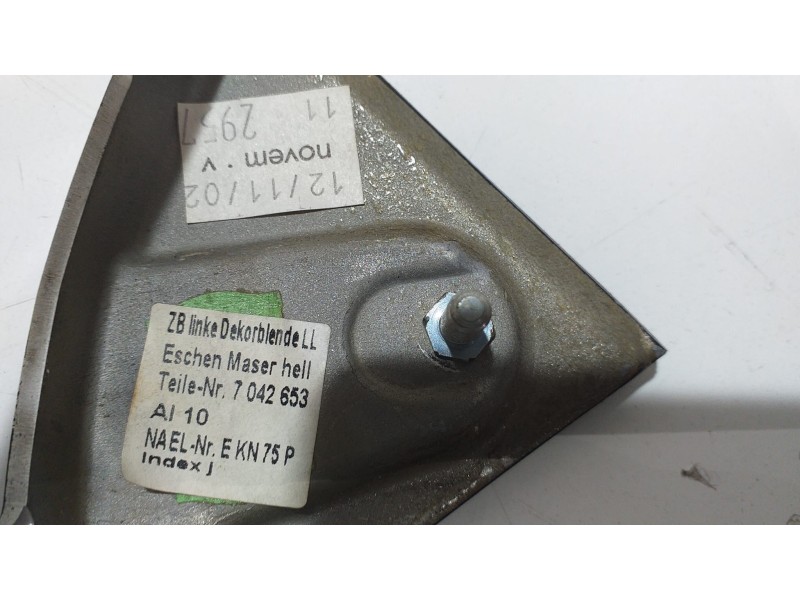 12/11/02
novem . v
2957
11
ZB linke Dekorblende LL
Eschen Maser hell
Teile-Nr. 7 042 653
AI 10
NAEL-Nr. E KN 75 P
Index j